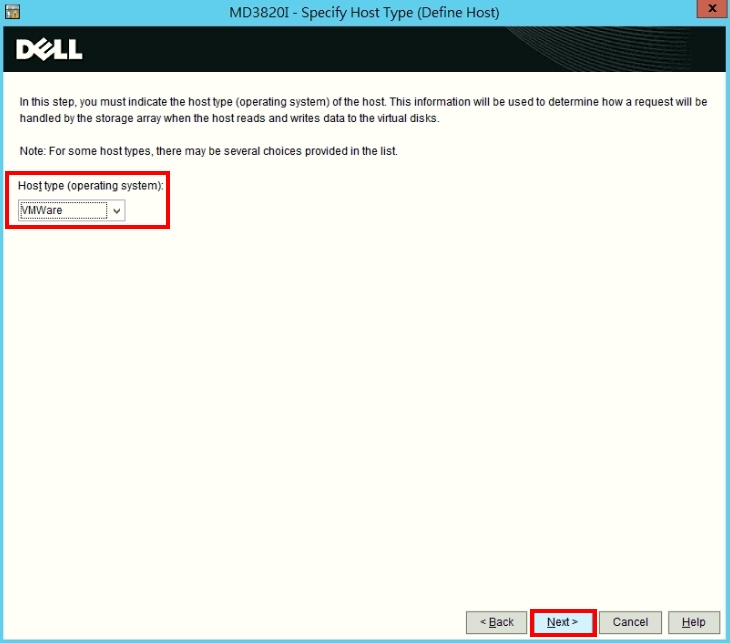 MD3820I - Specify Host Type (Define Host)
x
DELL
In this step, you must indicate the host type (operating system) of the host. This information will be used to determine how a request will be
handled by the storage array when the host reads and writes data to the virtual disks.
Note: For some host types, there may be several choices provided in the list.
Host type (operating system):
VMWare
< Back Next > Cancel Help